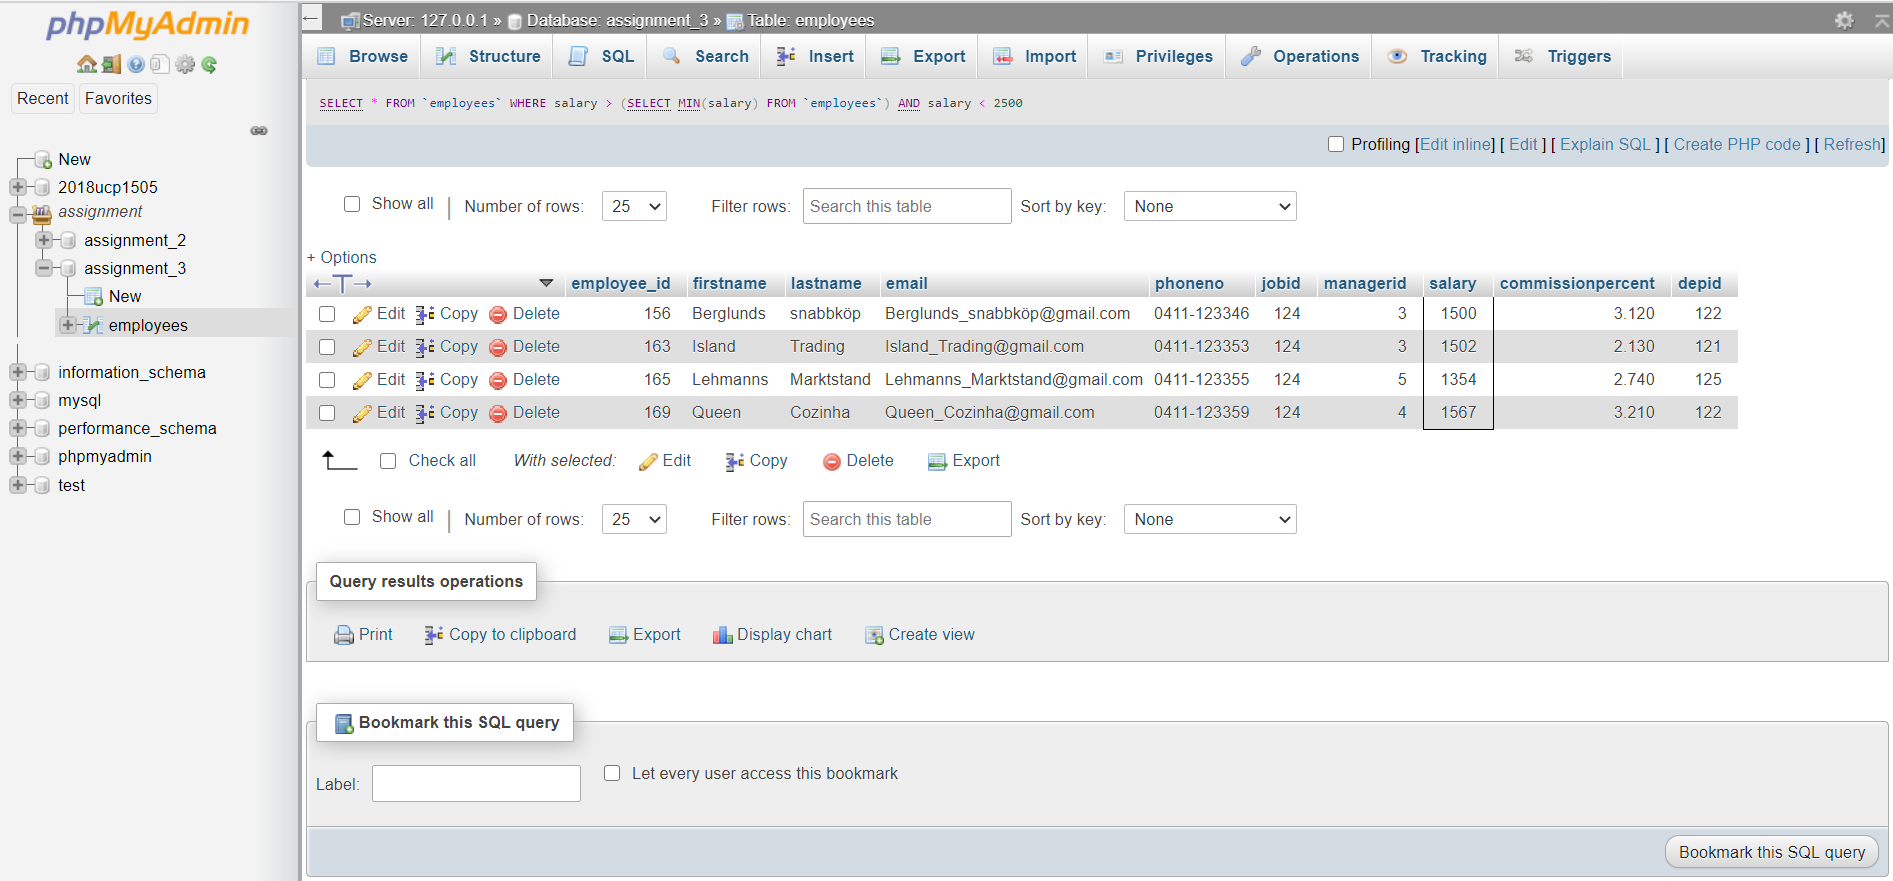 phpMyAdmin
Recent Favorites
New
2018ucp1505
assignment
assignment_2
assignment_3
New
employees
information_schema
mysql
performance_schema
phpmyadmin
test
Server: 127.0.0.1 » Database: assignment_3 » Table: employees
Browse Structure SQL Search Insert Export Import Privileges Operations Tracking Triggers
SELECT * FROM `employees` WHERE salary > (SELECT MIN(salary) FROM `employees`) AND salary < 2500
Profiling [Edit inline] [ Edit ] [ Explain SQL ] [ Create PHP code ] [ Refresh]
Show all | Number of rows: 25 Filter rows: Search this table Sort by key: None
+ Options
←T→ employee_id firstname lastname email phoneno jobid managerid salary commissionpercent depid
Edit Copy Delete 156 Berglunds snabbköp Berglunds_snabbköp@gmail.com 0411-123346 124 3 1500 3.120 122
Edit Copy Delete 163 Island Trading Island_Trading@gmail.com 0411-123353 124 3 1502 2.130 121
Edit Copy Delete 165 Lehmanns Marktstand Lehmanns_Marktstand@gmail.com 0411-123355 124 5 1354 2.740 125
Edit Copy Delete 169 Queen Cozinha Queen_Cozinha@gmail.com 0411-123359 124 4 1567 3.210 122
Check all With selected: Edit Copy Delete Export
Show all | Number of rows: 25 Filter rows: Search this table Sort by key: None
Query results operations
Print Copy to clipboard Export Display chart Create view
Bookmark this SQL query
Label: Let every user access this bookmark
Bookmark this SQL query